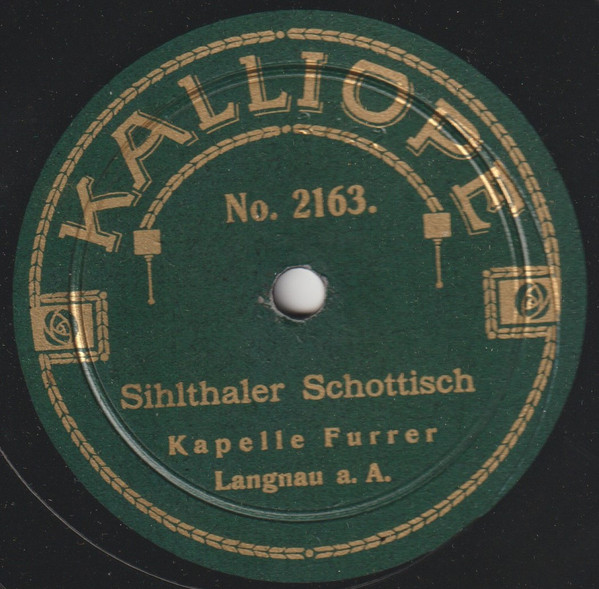 KALLIOPE
No. 2163.
Sihlthaler Schottisch
Kapelle Furrer
Langnau a. A.